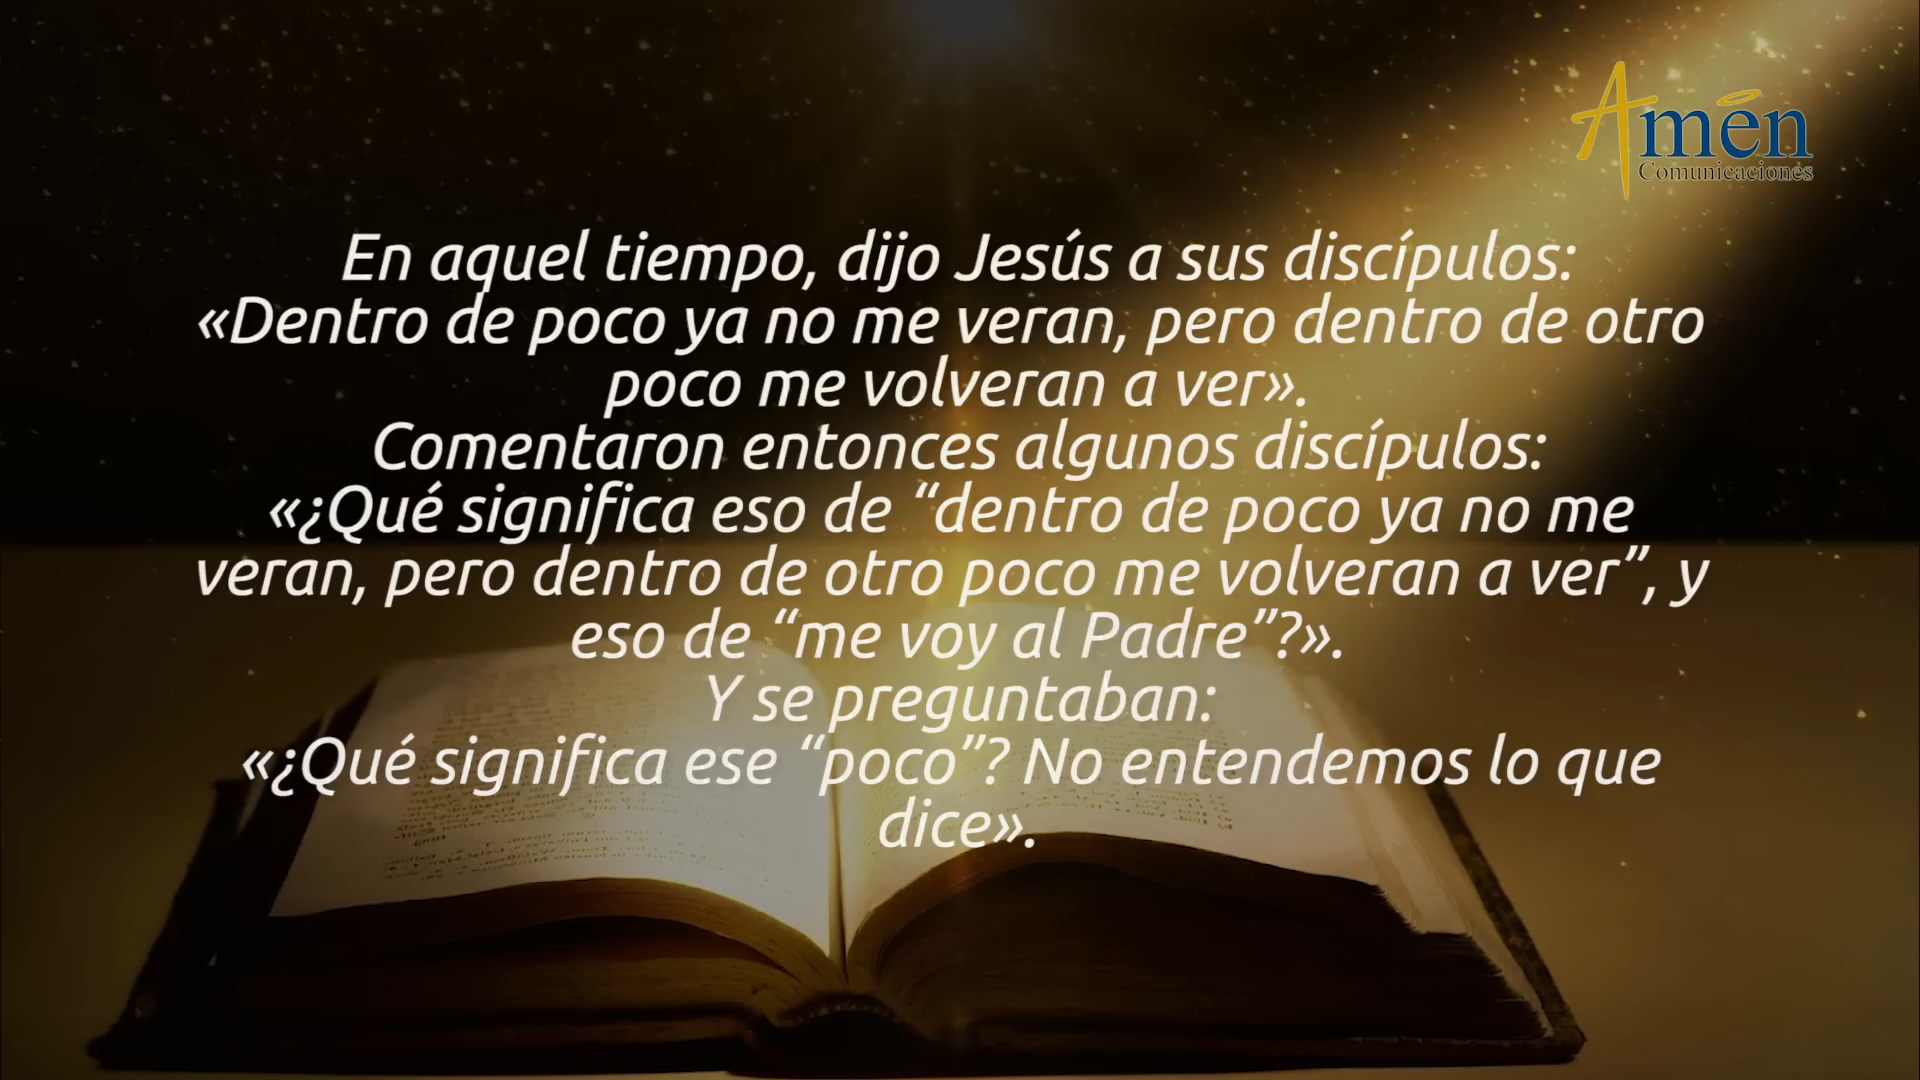 Amén
Comunicaciones
En aquel tiempo, dijo Jesús a sus discípulos:
«Dentro de poco ya no me veran, pero dentro de otro
poco me volveran a ver».
Comentaron entonces algunos discípulos:
«¿Qué significa eso de “dentro de poco ya no me
veran, pero dentro de otro poco me volveran a ver”, y
eso de “me voy al Padre”?».
Y se preguntaban:
«¿Qué significa ese “poco”? No entendemos lo que
dice».